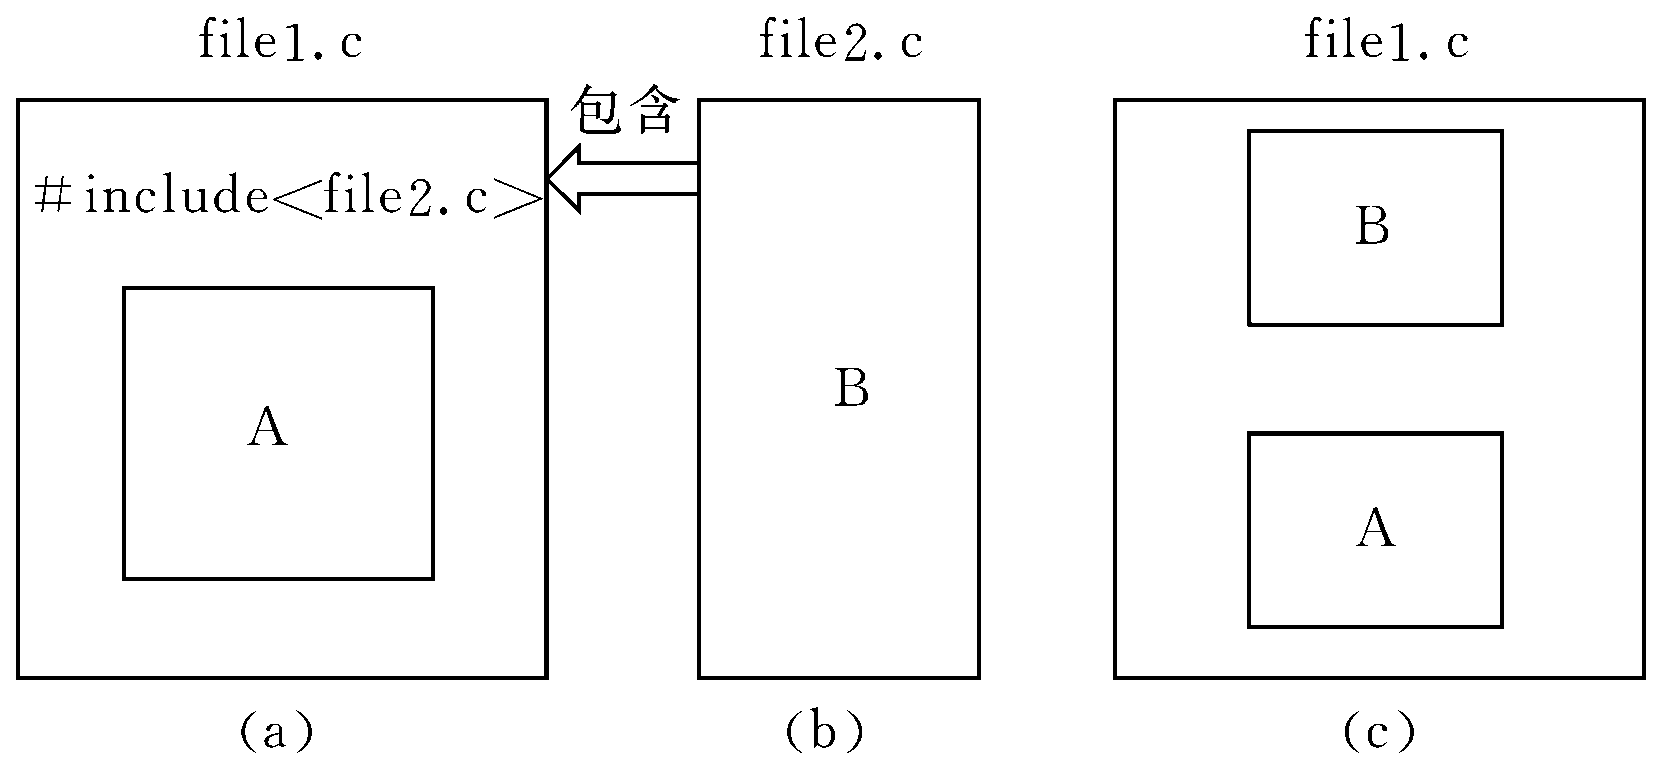 file1.c
file2.c
file1.c
包含
#include<file2.c>
B
B
A
A
(a)
(b)
(c)